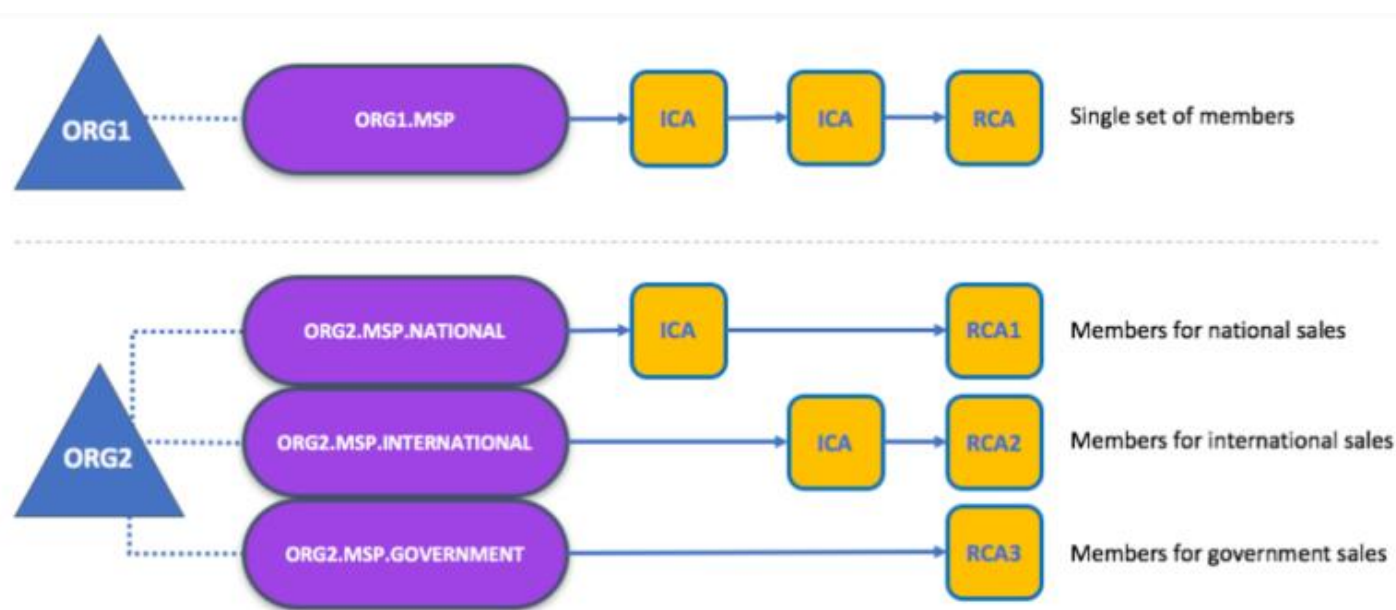 ORG1
ORG1.MSP
ICA
ICA
RCA
Single set of members
ORG2
ORG2.MSP.NATIONAL
ICA
RCA1
Members for national sales
ORG2.MSP.INTERNATIONAL
ICA
RCA2
Members for international sales
ORG2.MSP.GOVERNMENT
RCA3
Members for government sales